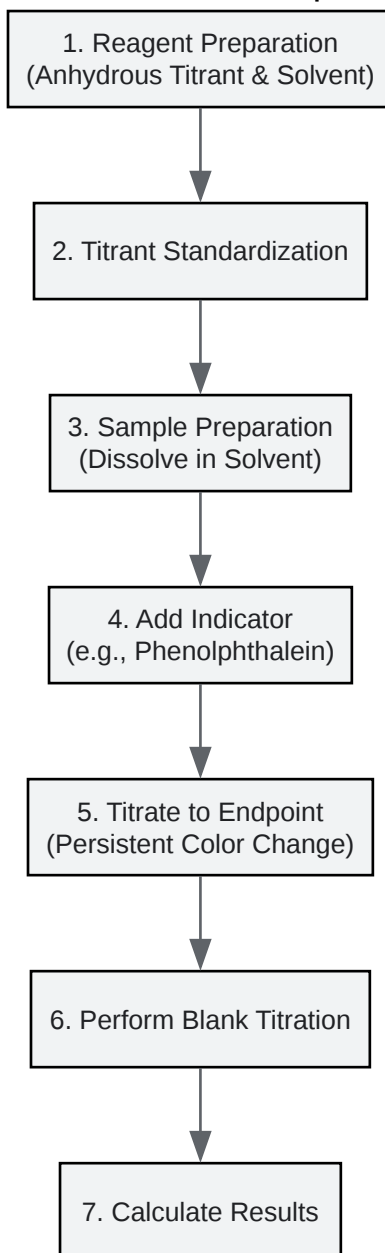 1. Reagent Preparation
(Anhydrous Titrant & Solvent)
2. Titrant Standardization
3. Sample Preparation
(Dissolve in Solvent)
4. Add Indicator
(e.g., Phenolphthalein)
5. Titrate to Endpoint
(Persistent Color Change)
6. Perform Blank Titration
7. Calculate Results